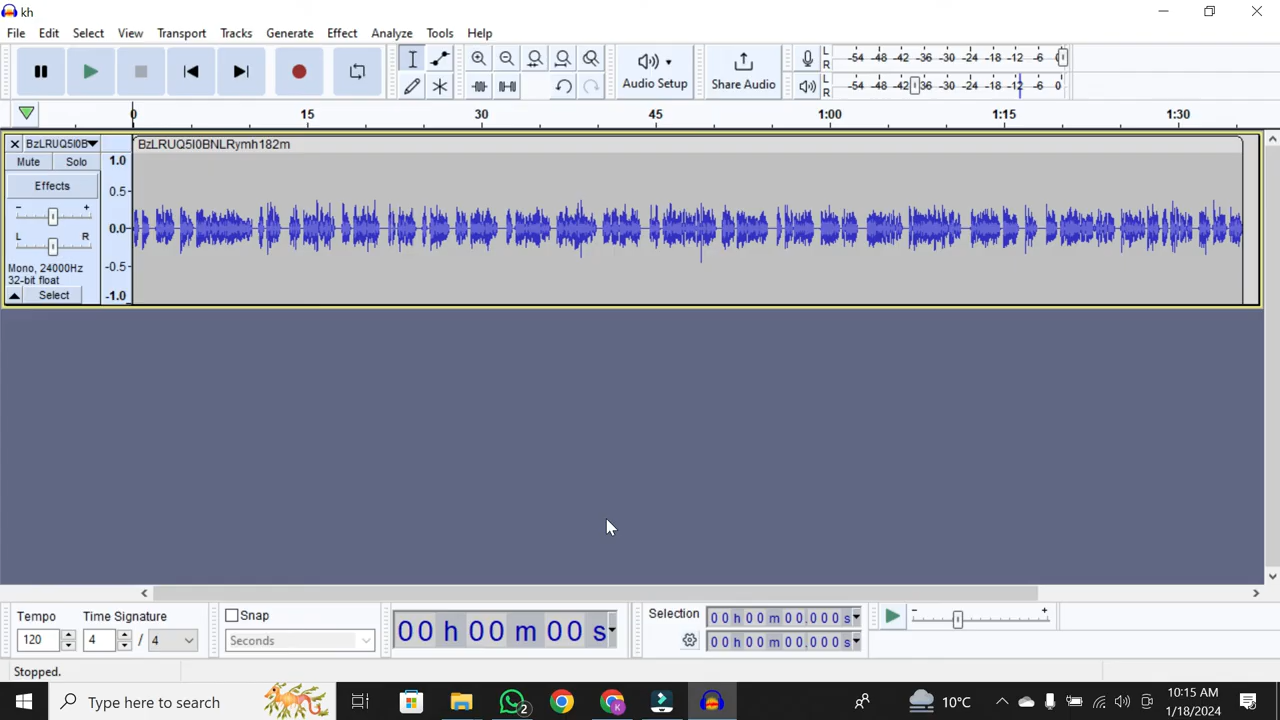 kh
File Edit Select View Transport Tracks Generate Effect Analyze Tools Help
Audio Setup
Share Audio
L R -54 -48 -42 -36 -30 -24 -18 -12 -6 0
L R -54 -48 -42 -36 -30 -24 -18 -12 -6 0
0 15 30 45 1:00 1:15 1:30
BzLRUQ5I0B
BzLRUQ5I0BNLRymh182m
Mute Solo
Effects
- +
L R
Mono, 24000Hz
32-bit float
Select
1.0
0.5
0.0
-0.5
-1.0
Tempo
120
Time Signature
4 / 4
Snap
Seconds
00 h 00 m 00 s
Selection
00 h 00 m 00.000 s
00 h 00 m 00.000 s
- +
Stopped.
Type here to search
2
K
10°C
10:15 AM
1/18/2024